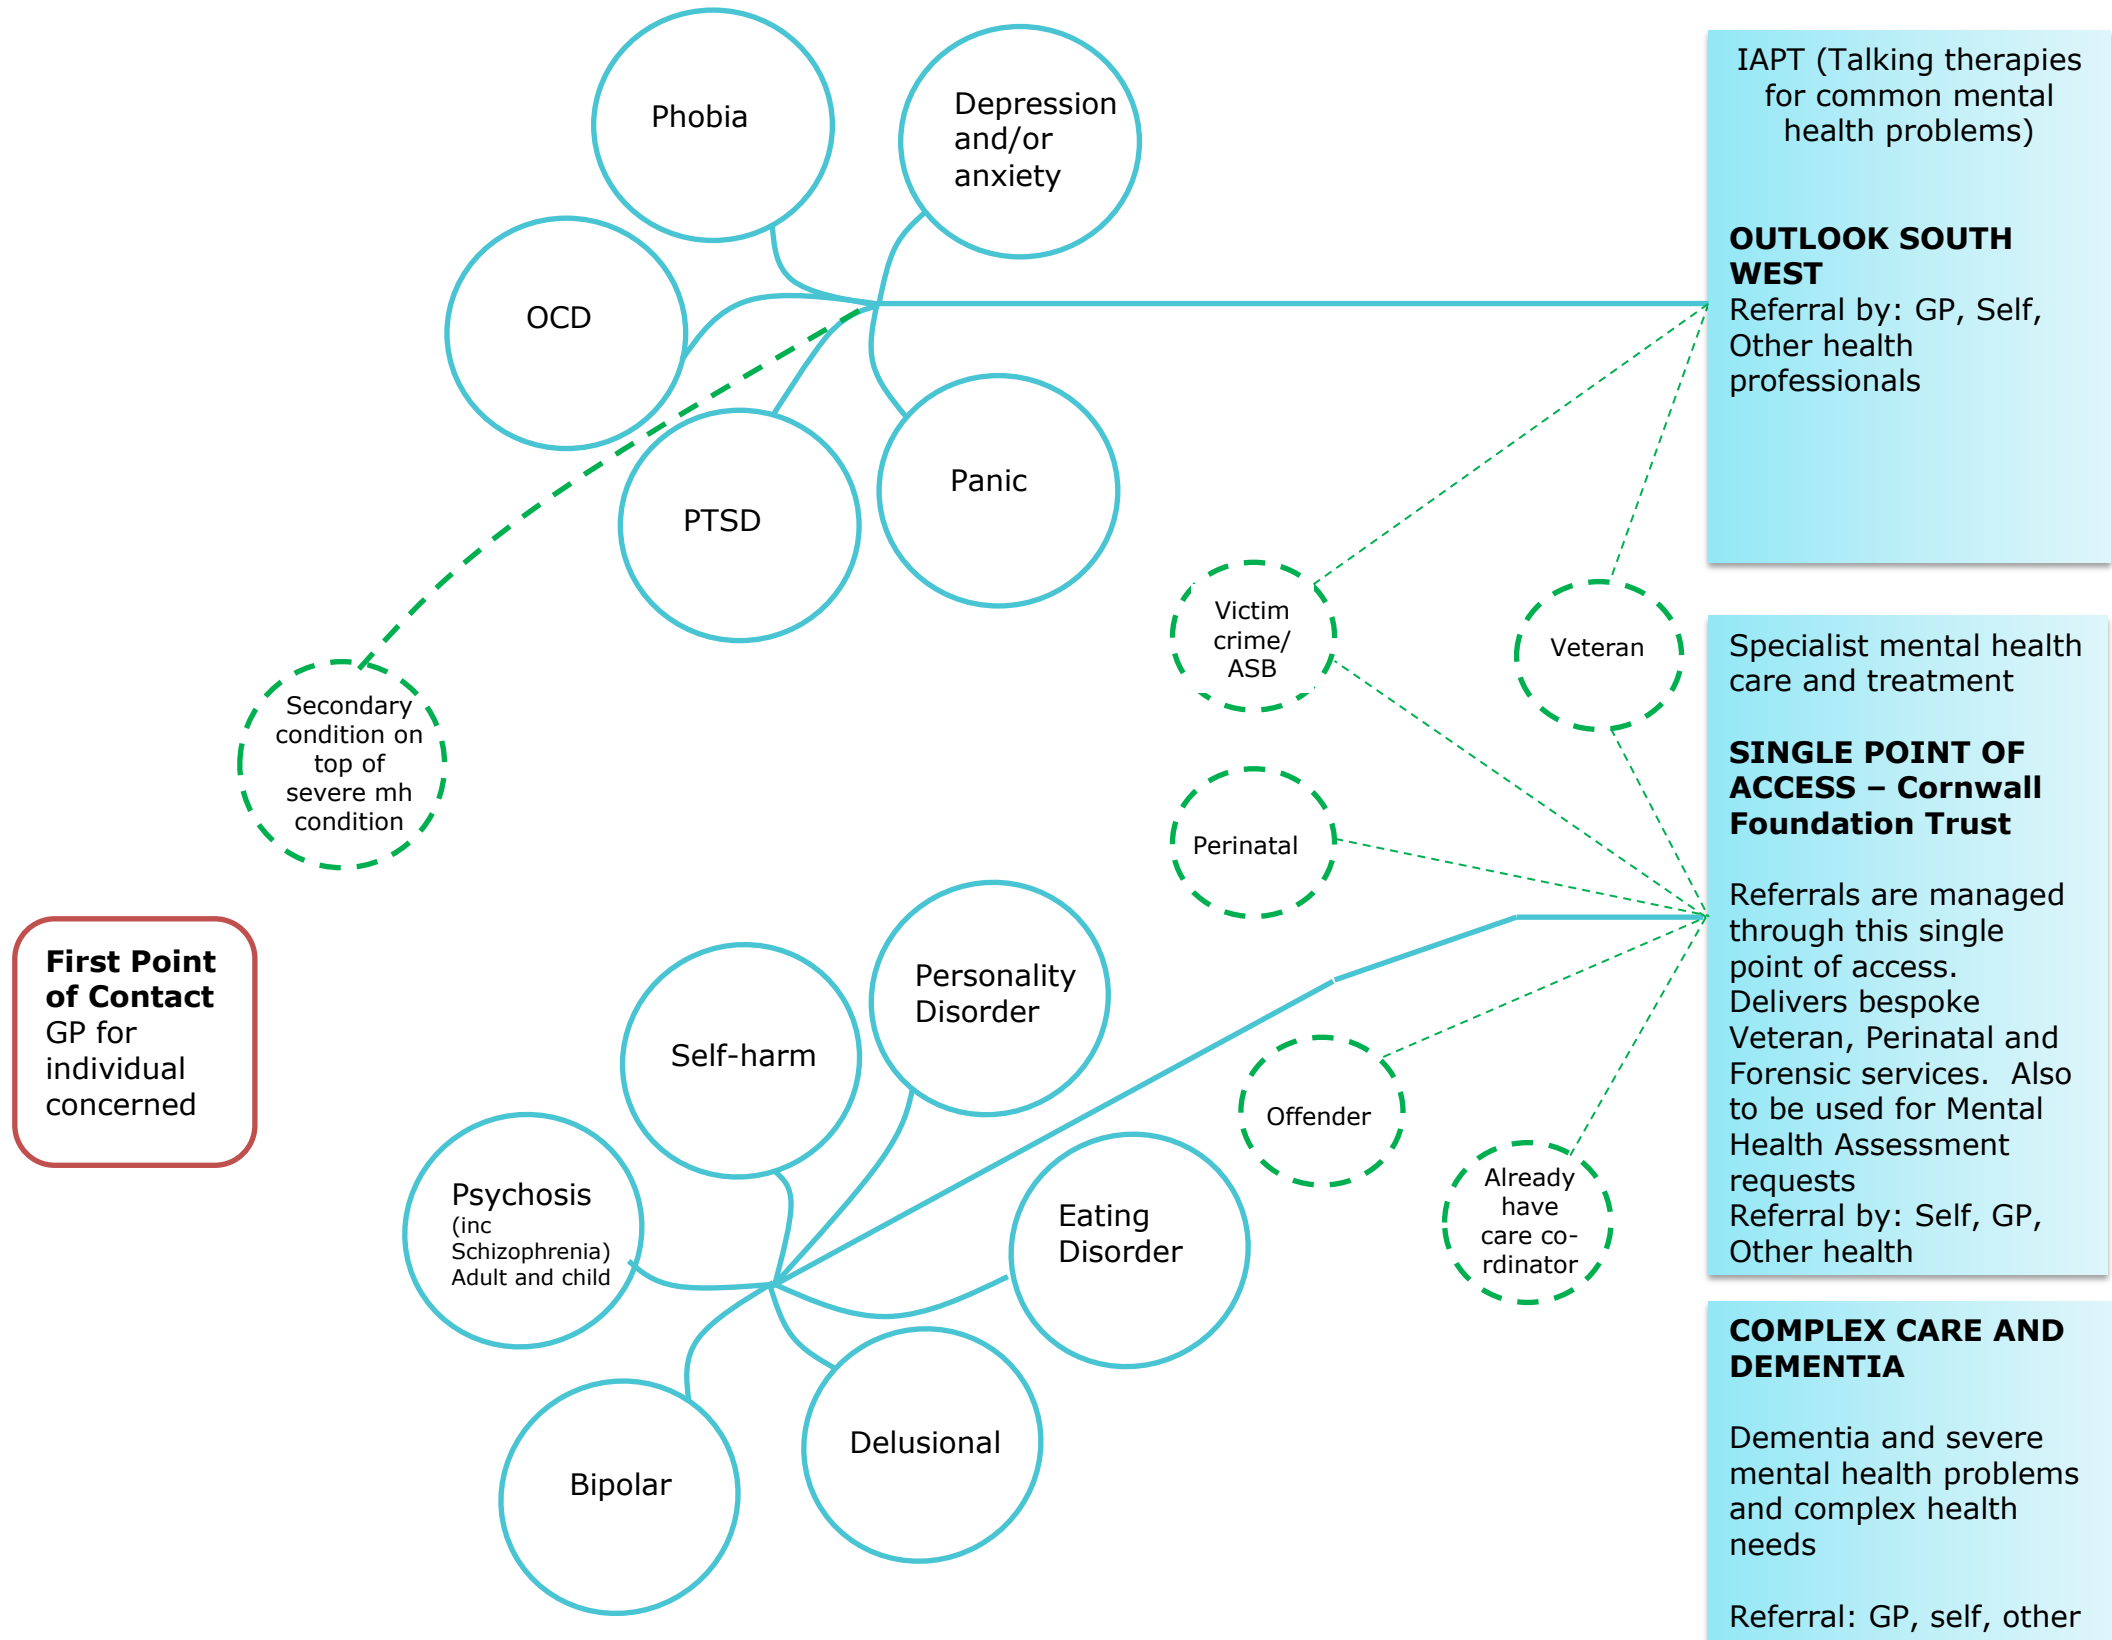 Phobia
Depression
and/or
anxiety
OCD
PTSD
Panic
Secondary
condition on
top of
severe mh
condition
First Point
of Contact
GP for
individual
concerned
Personality
Disorder
Self-harm
Psychosis
(inc
Schizophrenia)
Adult and child
Eating
Disorder
Bipolar
Delusional
Victim
crime/
ASB
Veteran
Perinatal
Offender
Already
have
care co-
rdinator
IAPT (Talking therapies
for common mental
health problems)
OUTLOOK SOUTH
WEST
Referral by: GP, Self,
Other health
professionals
Specialist mental health
care and treatment
SINGLE POINT OF
ACCESS – Cornwall
Foundation Trust
Referrals are managed
through this single
point of access.
Delivers bespoke
Veteran, Perinatal and
Forensic services.  Also
to be used for Mental
Health Assessment
requests
Referral by: Self, GP,
Other health
COMPLEX CARE AND
DEMENTIA
Dementia and severe
mental health problems
and complex health
needs
Referral: GP, self, other